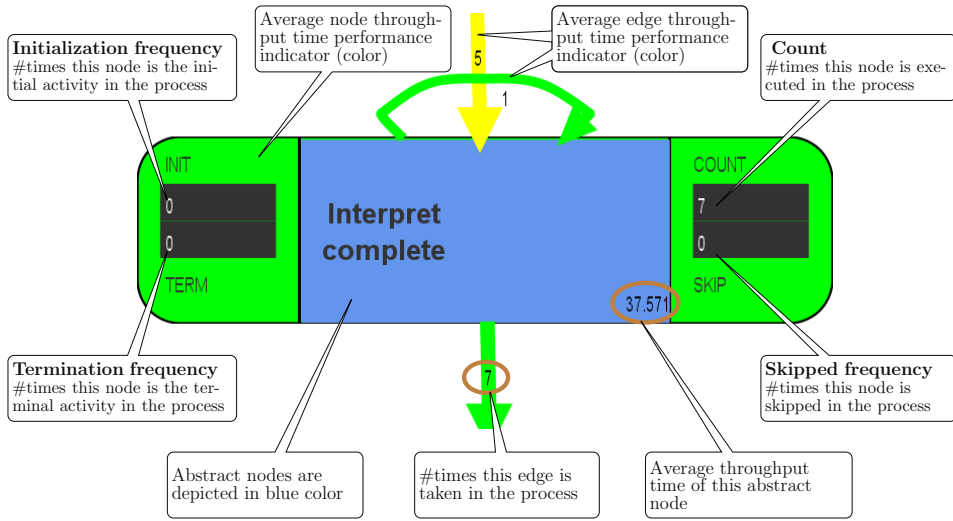 Initialization frequency
#times this node is the ini-
tial activity in the process
Average node through-
put time performance
indicator (color)
Average edge through-
put time performance
indicator (color)
Count
#times this node is exe-
cuted in the process
5
1
INIT
0
0
TERM
Interpret
complete
37.571
COUNT
7
0
SKIP
7
Termination frequency
#times this node is the ter-
minal activity in the process
Skipped frequency
#times this node is
skipped in the process
Abstract nodes are
depicted in blue color
#times this edge is
taken in the process
Average throughput
time of this abstract
node